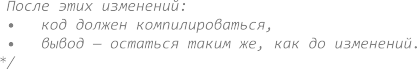 После этих изменений:
•   код должен компилироваться,
•   вывод — остаться таким же, как до изменений.
*/